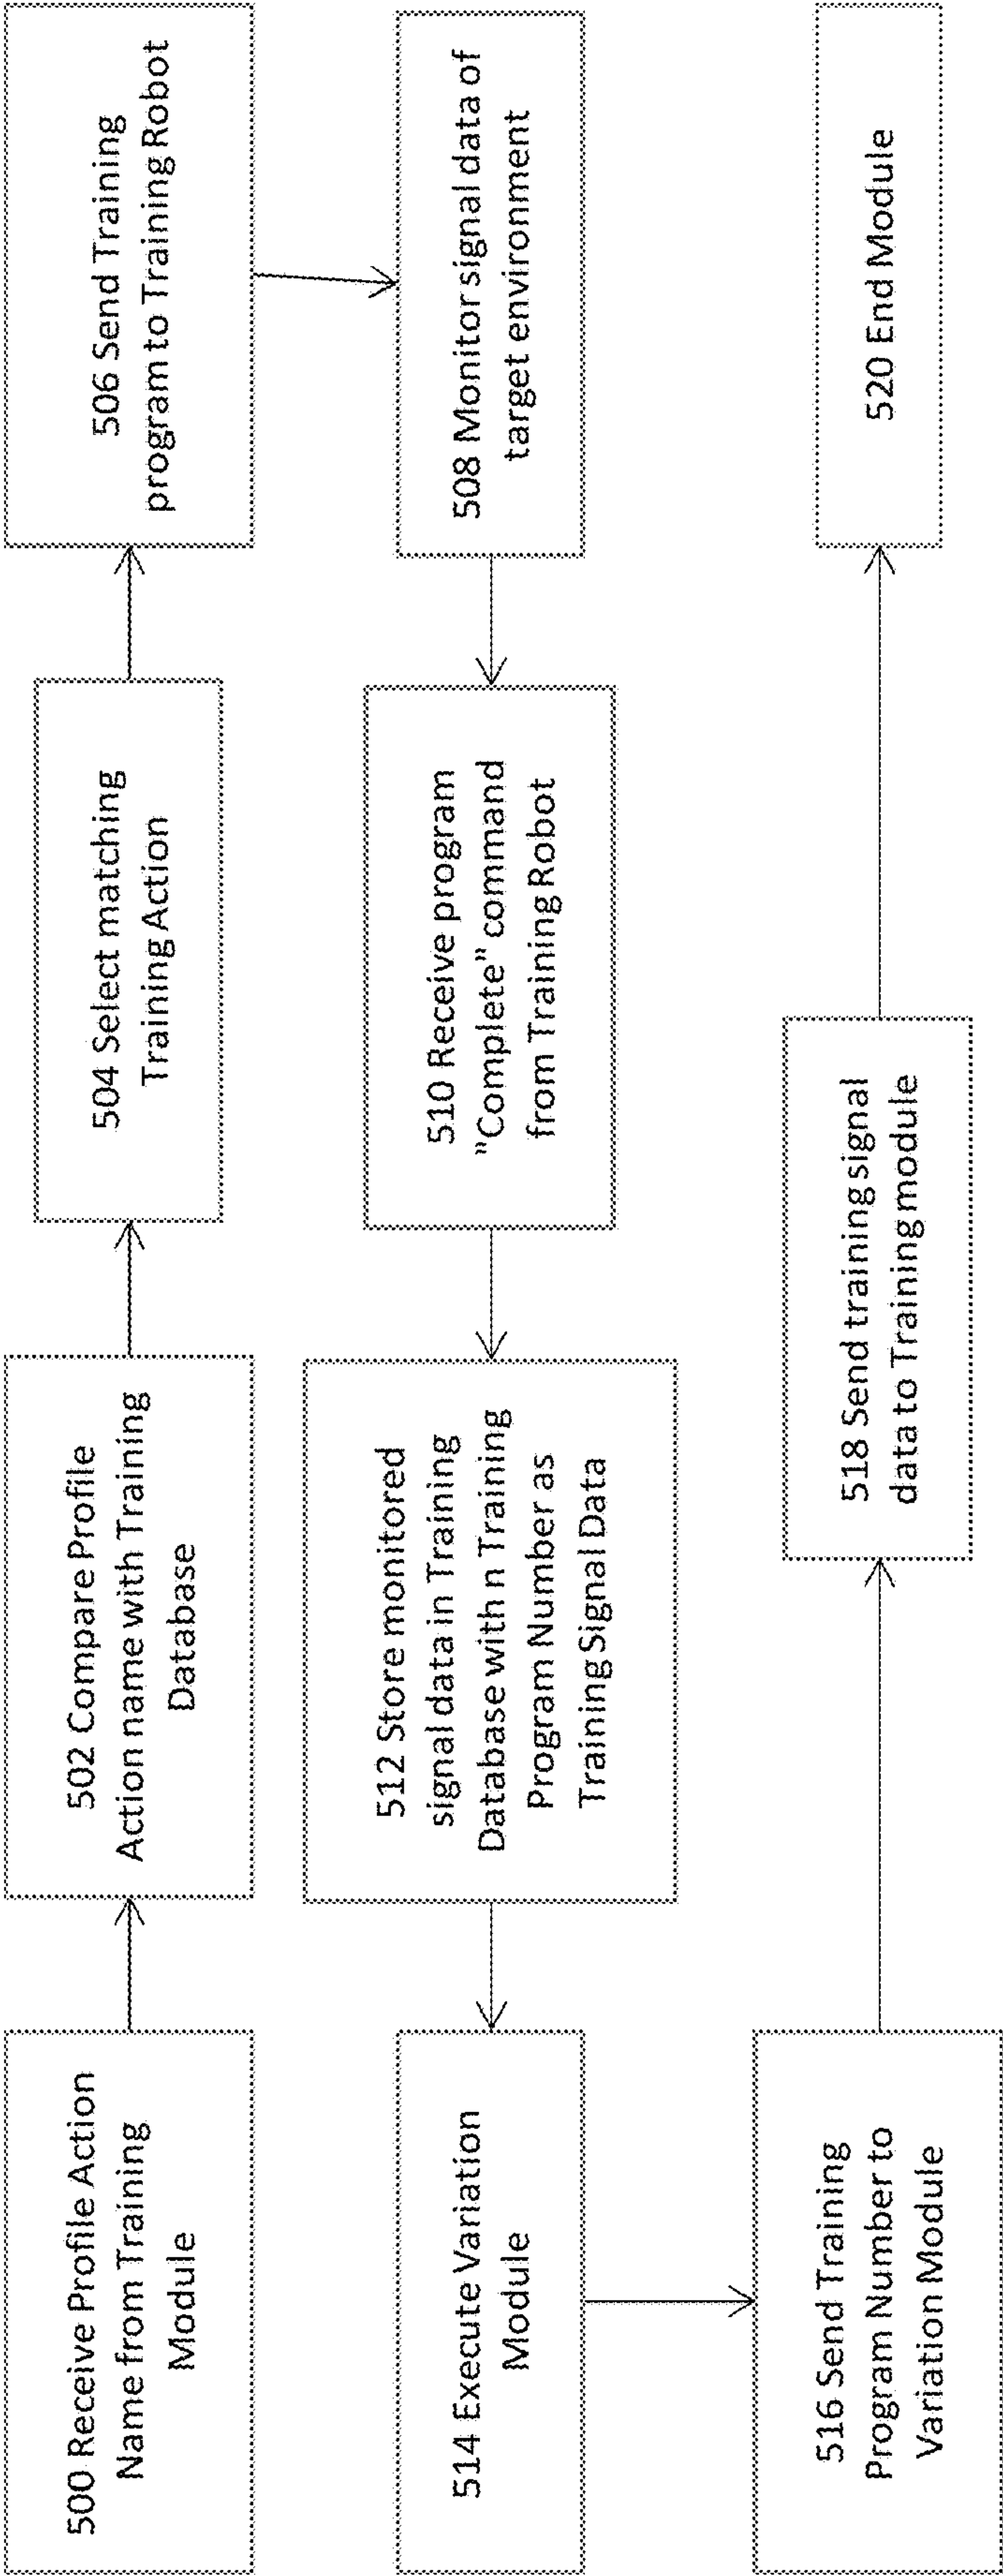 500 Receive Profile Action
Name from Training
Module
502 Compare Profile
Action name with Training
Database
504 Select matching
Training Action
506 Send Training
program to Training Robot
508 Monitor signal data of
target environment
510 Receive program
"Complete" command
from Training Robot
512 Store monitored
signal data in Training
Database with n Training
Program Number as
Training Signal Data
514 Execute Variation
Module
516 Send Training
Program Number to
Variation Module
518 Send training signal
data to Training module
520 End Module